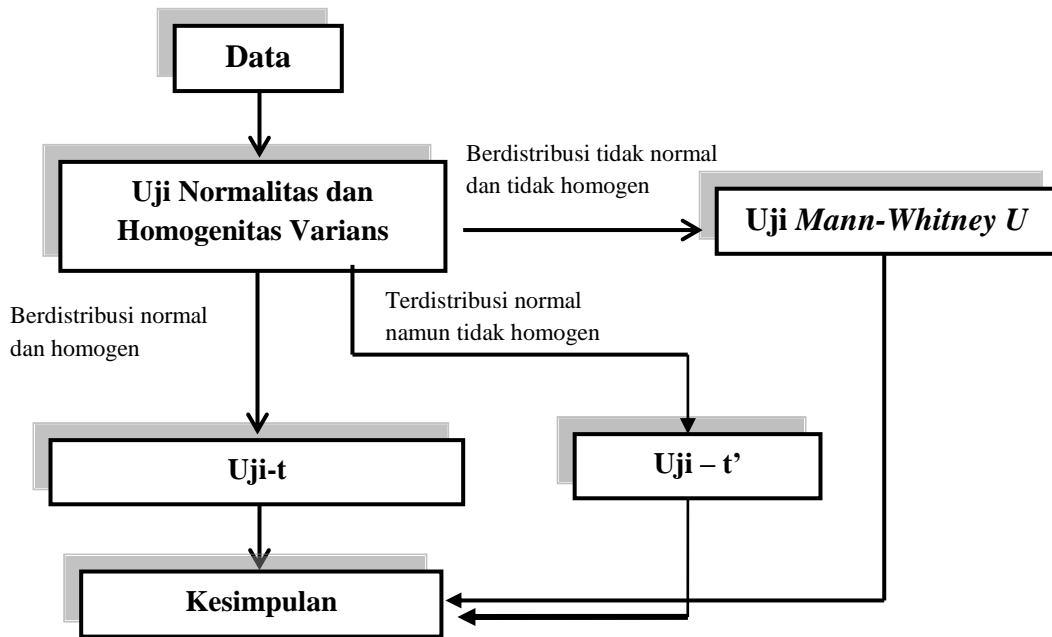 Data
Uji Normalitas dan
Homogenitas Varians
Berdistribusi tidak normal
dan tidak homogen
Uji Mann-Whitney U
Berdistribusi normal
dan homogen
Terdistribusi normal
namun tidak homogen
Uji-t
Uji – t’
Kesimpulan